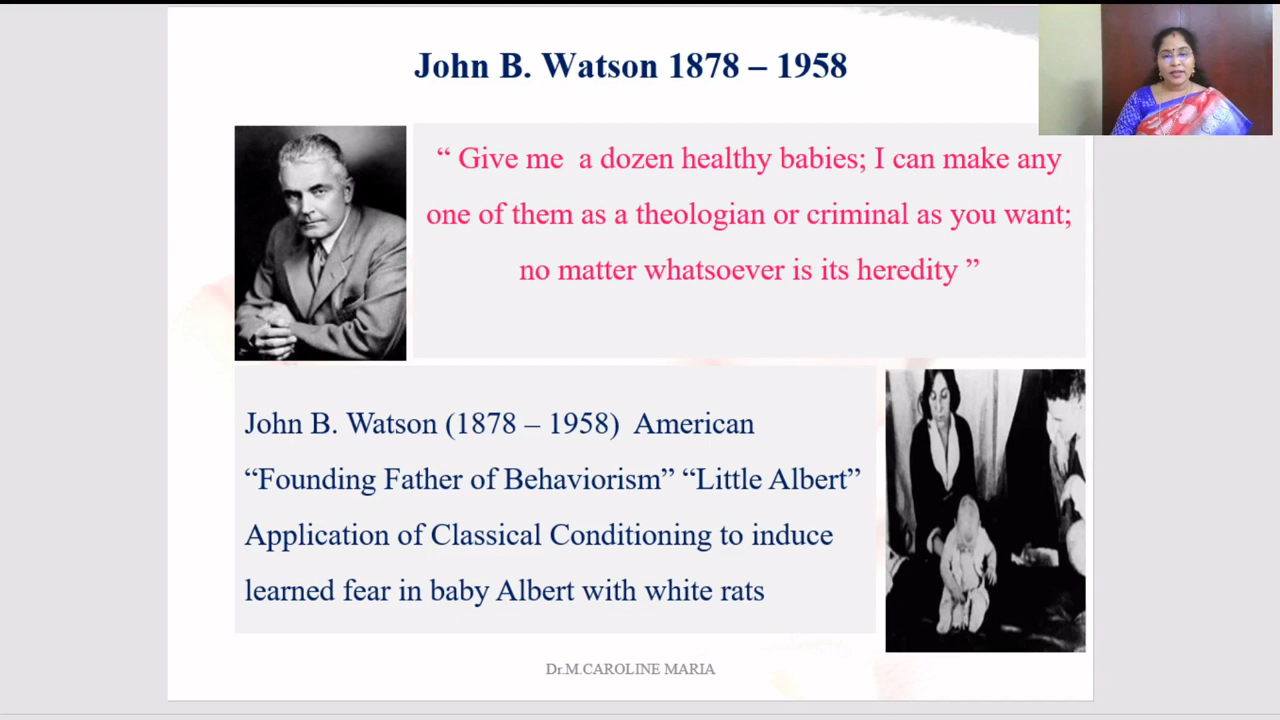 John B. Watson 1878 – 1958
“ Give me a dozen healthy babies; I can make any
one of them as a theologian or criminal as you want;
no matter whatsoever is its heredity ”
John B. Watson (1878 – 1958) American
“Founding Father of Behaviorism” “Little Albert”
Application of Classical Conditioning to induce
learned fear in baby Albert with white rats
Dr.M.CAROLINE MARIA